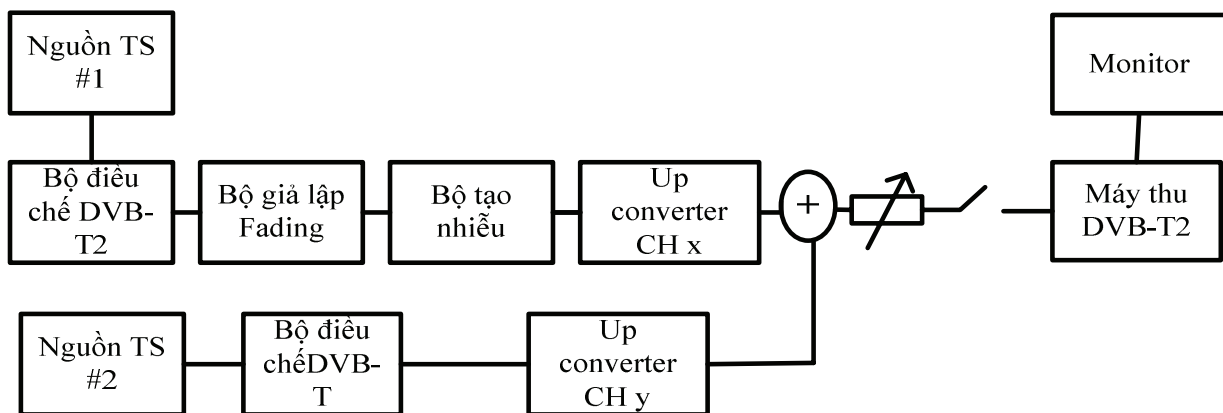 Nguồn TS
#1
Monitor
Bộ điều
chế DVB-
T2
Bộ giả lập
Fading
Bộ tạo
nhiễu
Up
converter
CH x
+
Máy thu
DVB-T2
Nguồn TS
#2
Bộ điều
chếDVB-
T
Up
converter
CH y